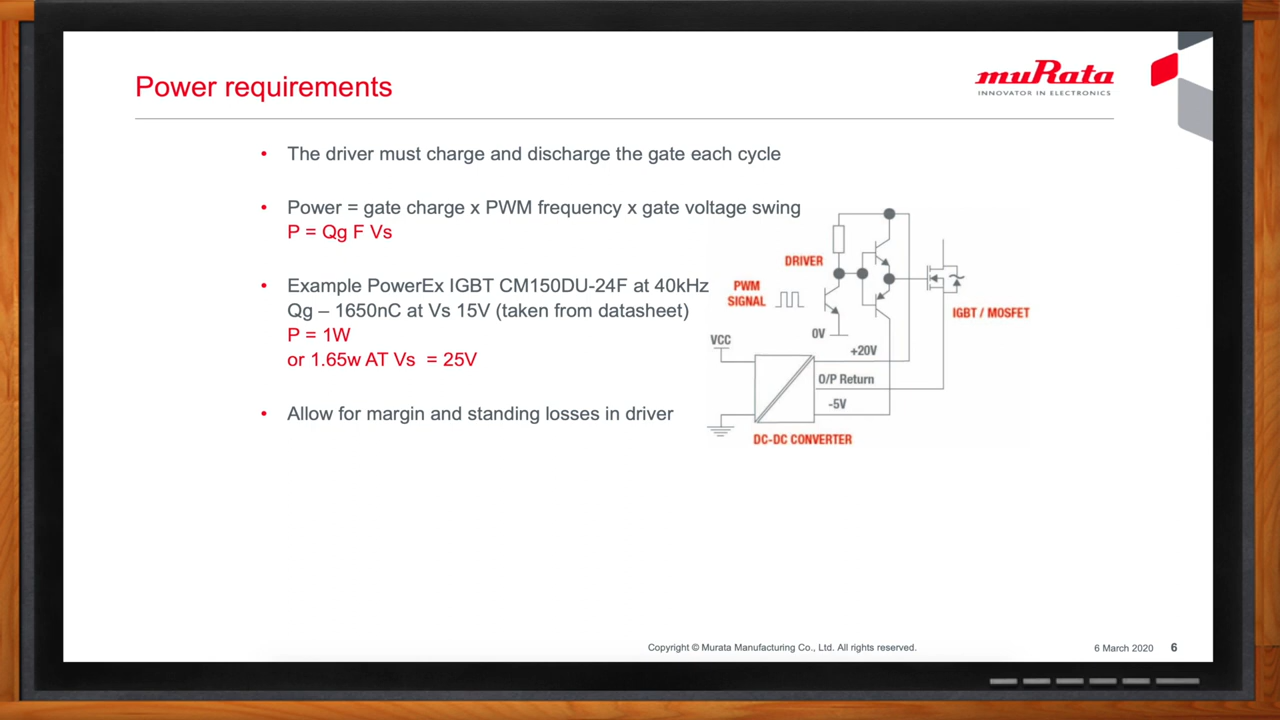 Power requirements
muRata
INNOVATOR IN ELECTRONICS
• The driver must charge and discharge the gate each cycle
• Power = gate charge x PWM frequency x gate voltage swing
P = Qg F Vs
• Example PowerEx IGBT CM150DU-24F at 40kHz
Qg – 1650nC at Vs 15V (taken from datasheet)
P = 1W
or 1.65w AT Vs = 25V
• Allow for margin and standing losses in driver
DRIVER
PWM
SIGNAL
IGBT / MOSFET
0V
VCC
+20V
O/P Return
-5V
DC-DC CONVERTER
Copyright © Murata Manufacturing Co., Ltd. All rights reserved.
6 March 2020
6